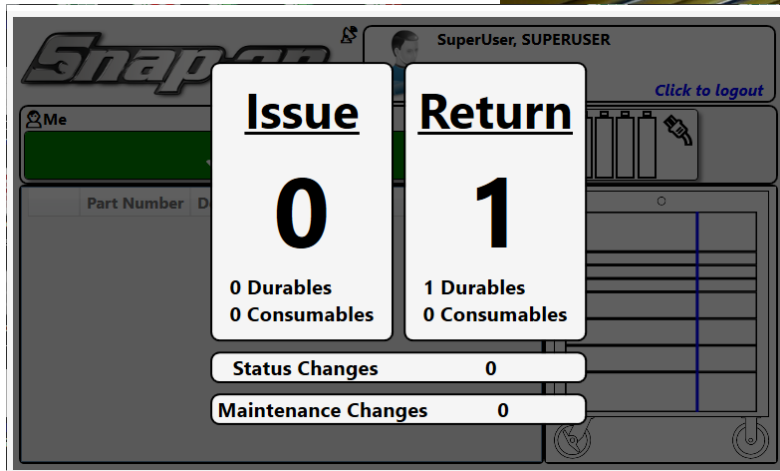 Snap-on
SuperUser, SUPERUSER
Click to logout
Me
Issue
Return
0
1
0 Durables
0 Consumables
1 Durables
0 Consumables
Part Number
Status Changes 0
Maintenance Changes 0